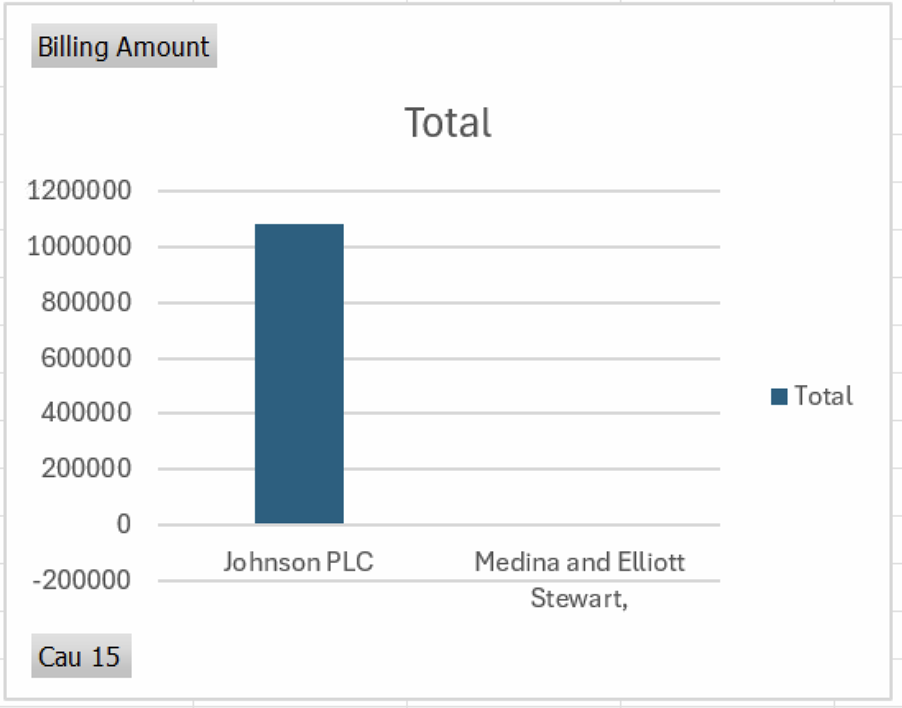 Billing Amount
Total
1200000
1000000
800000
600000
400000
200000
0
-200000
Johnson PLC
Medina and Elliott
Stewart,
Total
Cau 15